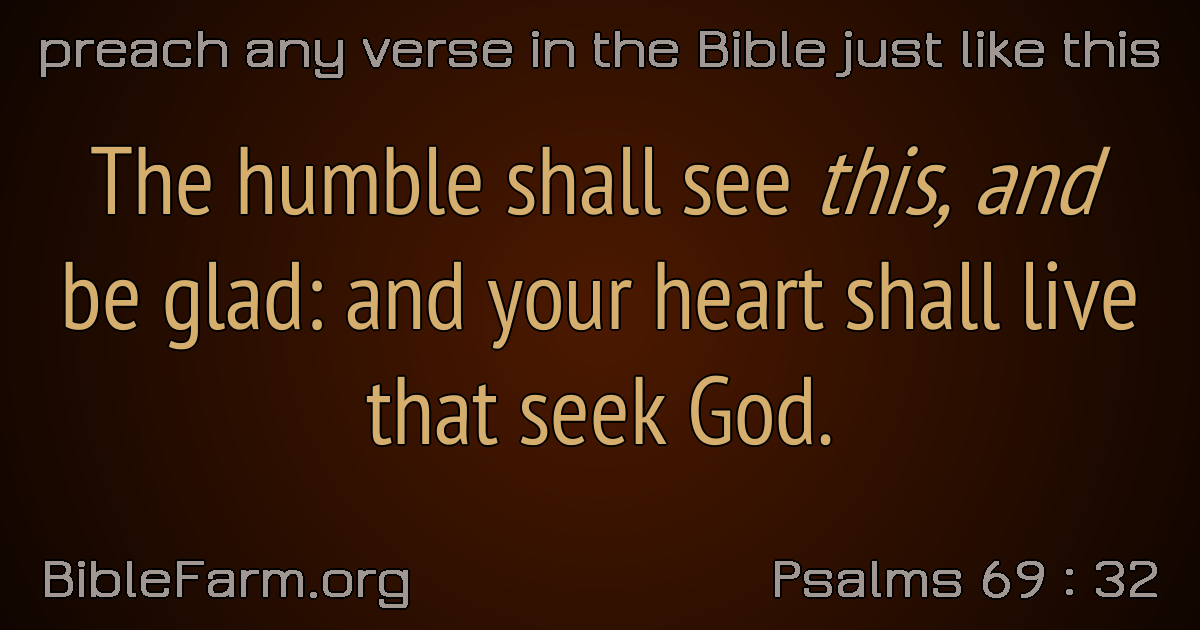 preach any verse in the Bible just like this
The humble shall see this, and
be glad: and your heart shall live
that seek God.
BibleFarm.org
Psalms 69 : 32